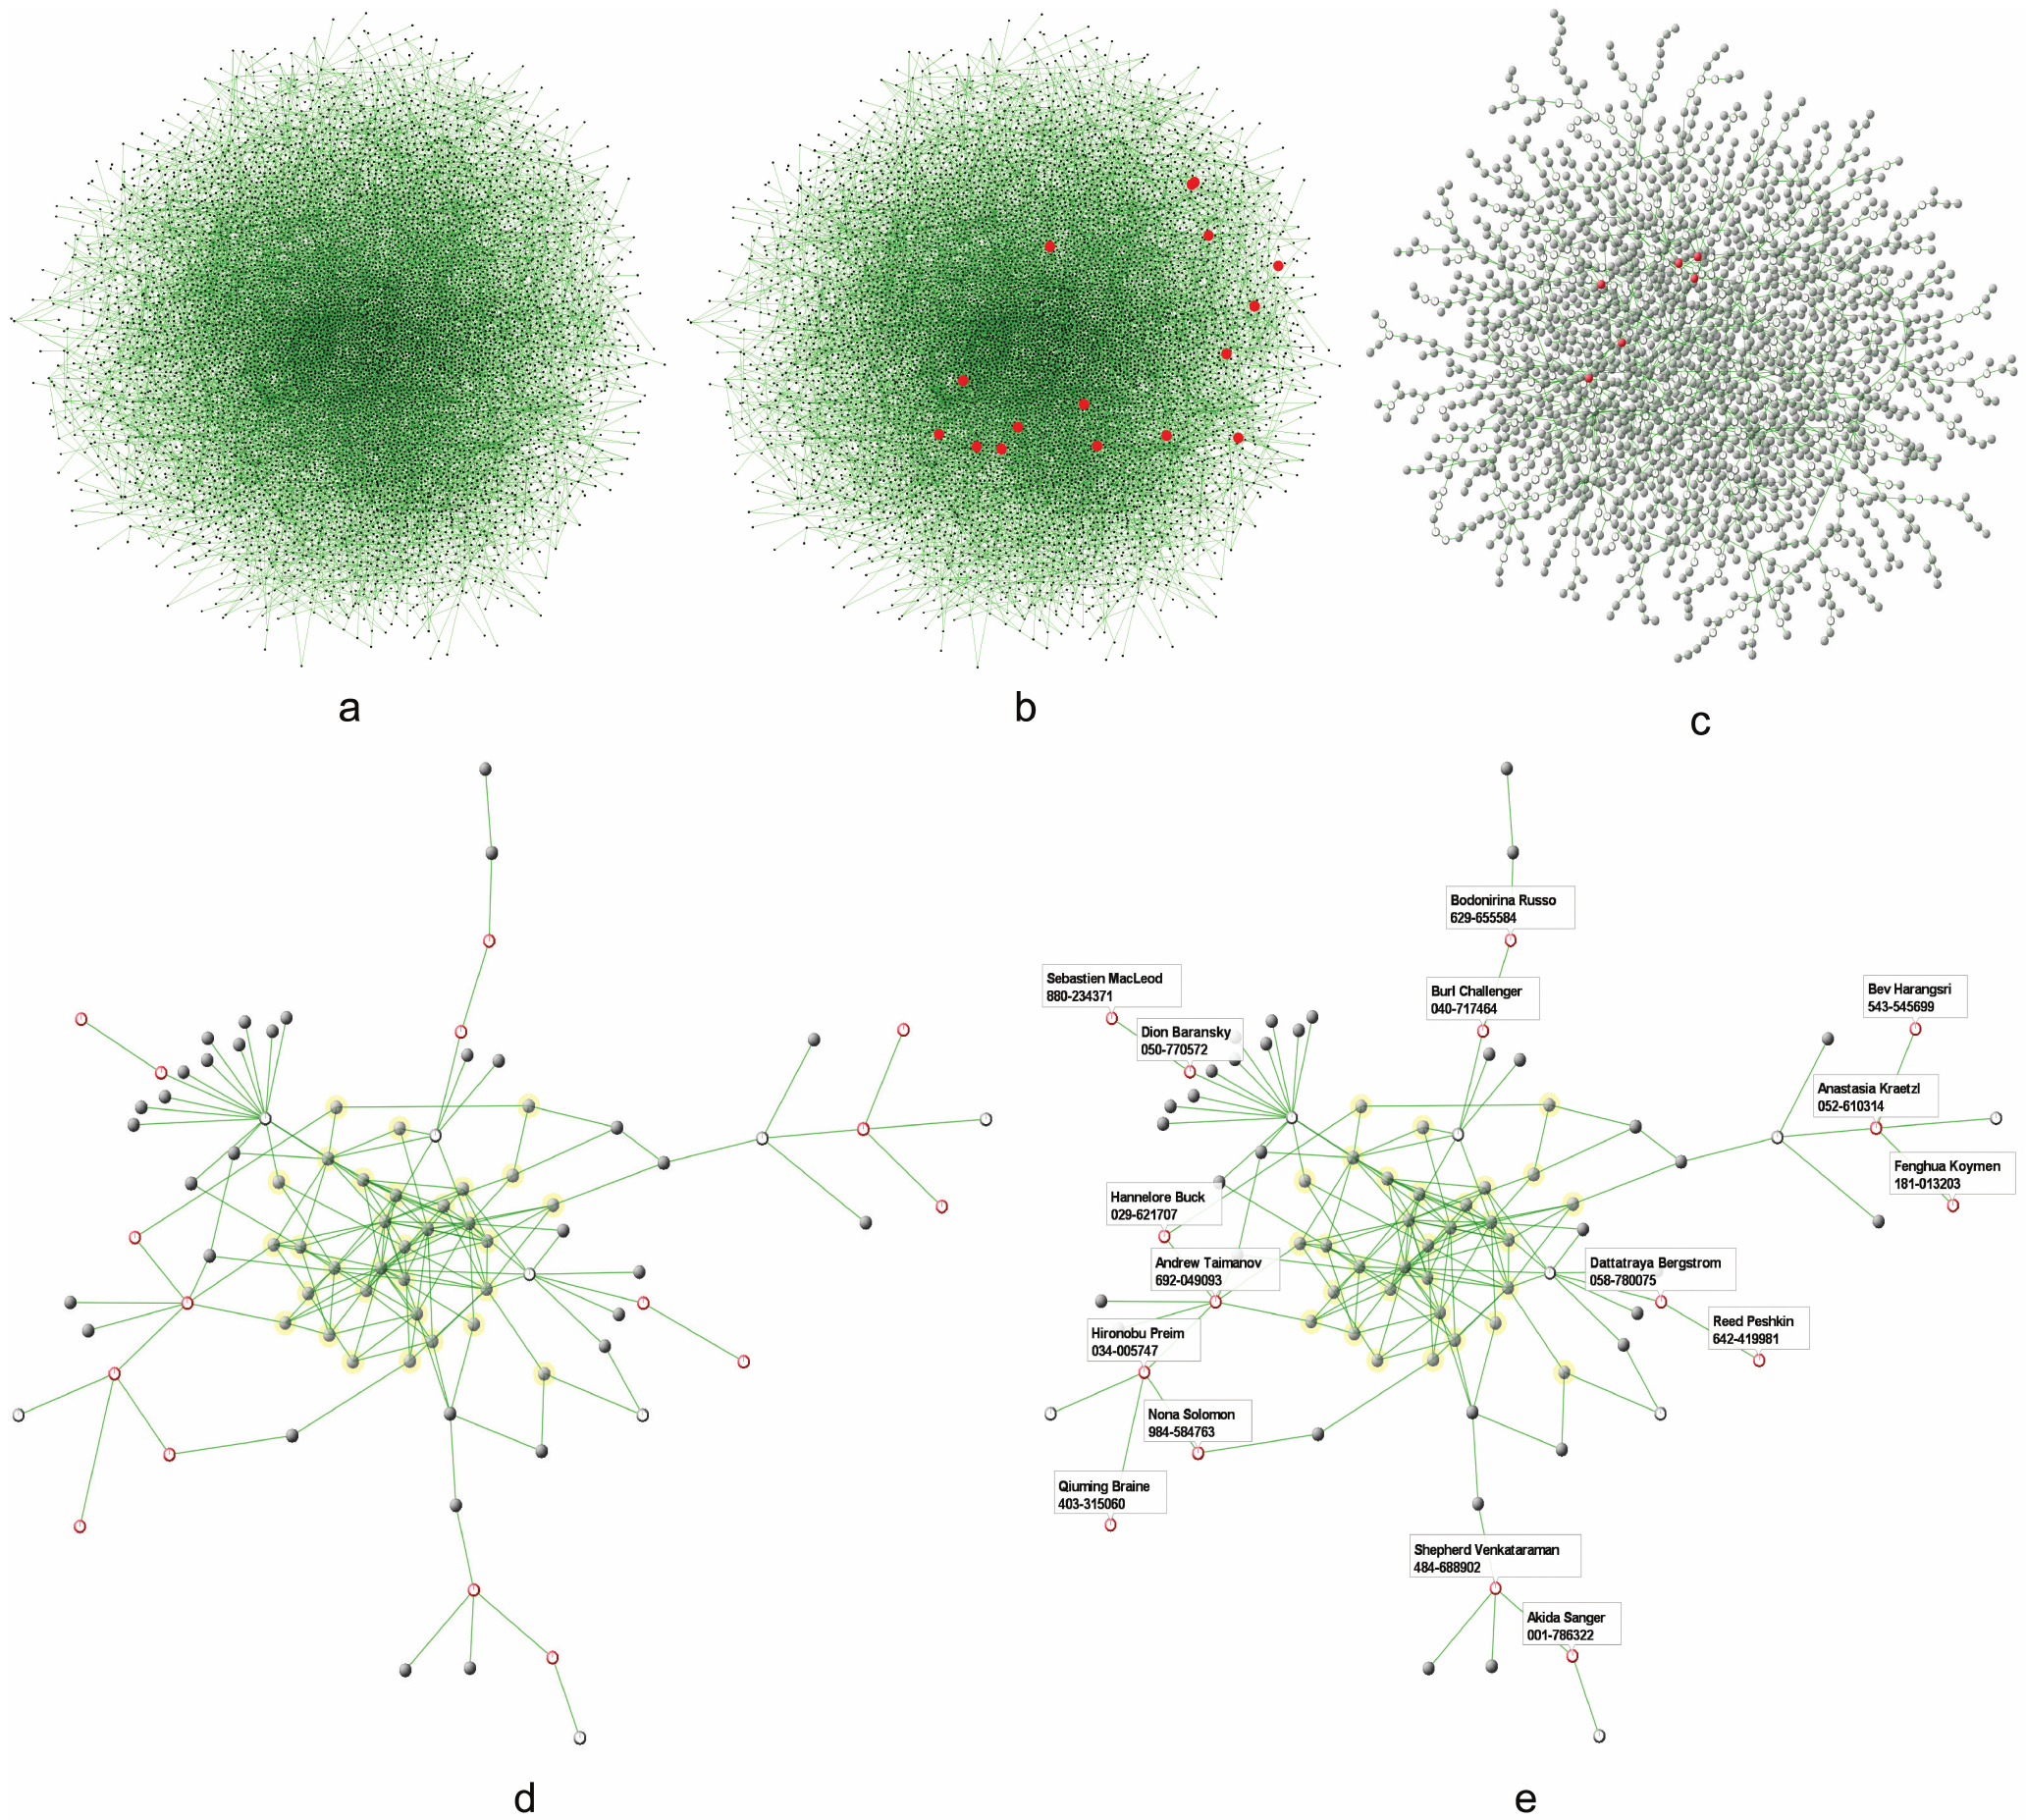 a
b
c
Bodonirina Russo
629-655584
Sebastien MacLeod
880-234371
Burl Challenger
040-717464
Bev Harangsri
543-545699
Dion Baransky
050-770572
Anastasia Kraetzl
052-610314
Fenghua Koymen
181-013203
Hannelore Buck
029-621707
Andrew Taimanov
692-049093
Dattatraya Bergstrom
058-780075
Hironobu Preim
034-005747
Reed Peshkin
642-419981
Nona Solomon
984-584763
Qiuming Braine
403-315060
Shepherd Venkataraman
484-688902
Akida Sanger
001-786322
d
e